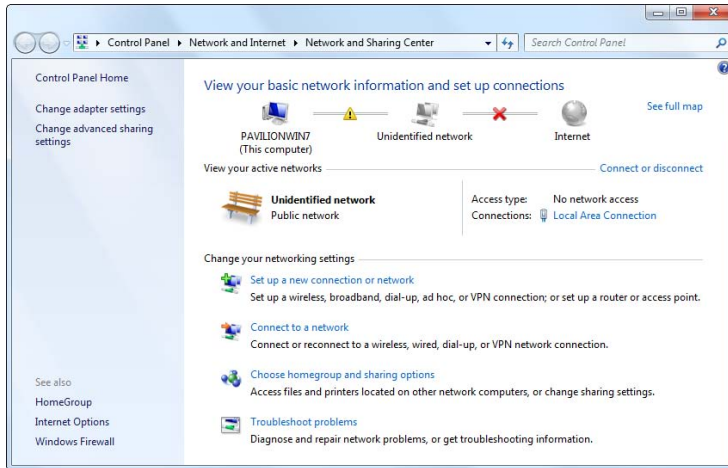 Control Panel ▸ Network and Internet ▸ Network and Sharing Center
Search Control Panel
Control Panel Home
Change adapter settings
Change advanced sharing
settings
See also
HomeGroup
Internet Options
Windows Firewall
View your basic network information and set up connections
PAVILIONWIN7
(This computer)
Unidentified network
Internet
See full map
View your active networks
Connect or disconnect
Unidentified network
Public network
Access type: No network access
Connections: Local Area Connection
Change your networking settings
Set up a new connection or network
Set up a wireless, broadband, dial-up, ad hoc, or VPN connection; or set up a router or access point.
Connect to a network
Connect or reconnect to a wireless, wired, dial-up, or VPN network connection.
Choose homegroup and sharing options
Access files and printers located on other network computers, or change sharing settings.
Troubleshoot problems
Diagnose and repair network problems, or get troubleshooting information.